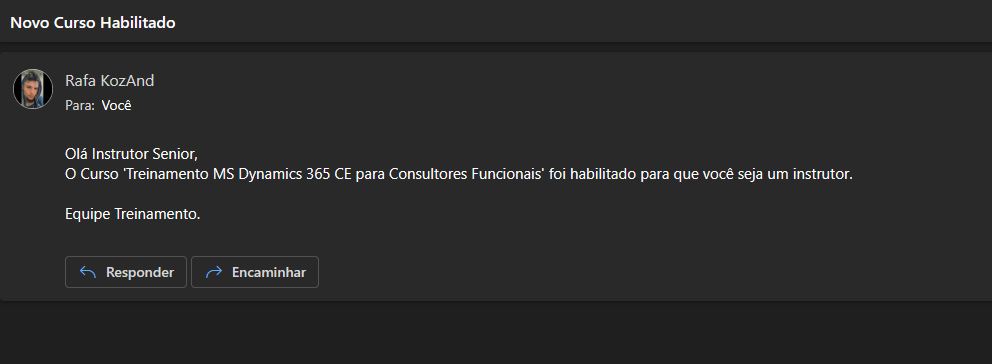 Novo Curso Habilitado
Rafa KozAnd
Para: Você
Olá Instrutor Senior,
O Curso 'Treinamento MS Dynamics 365 CE para Consultores Funcionais' foi habilitado para que você seja um instrutor.
Equipe Treinamento.
Responder Encaminhar